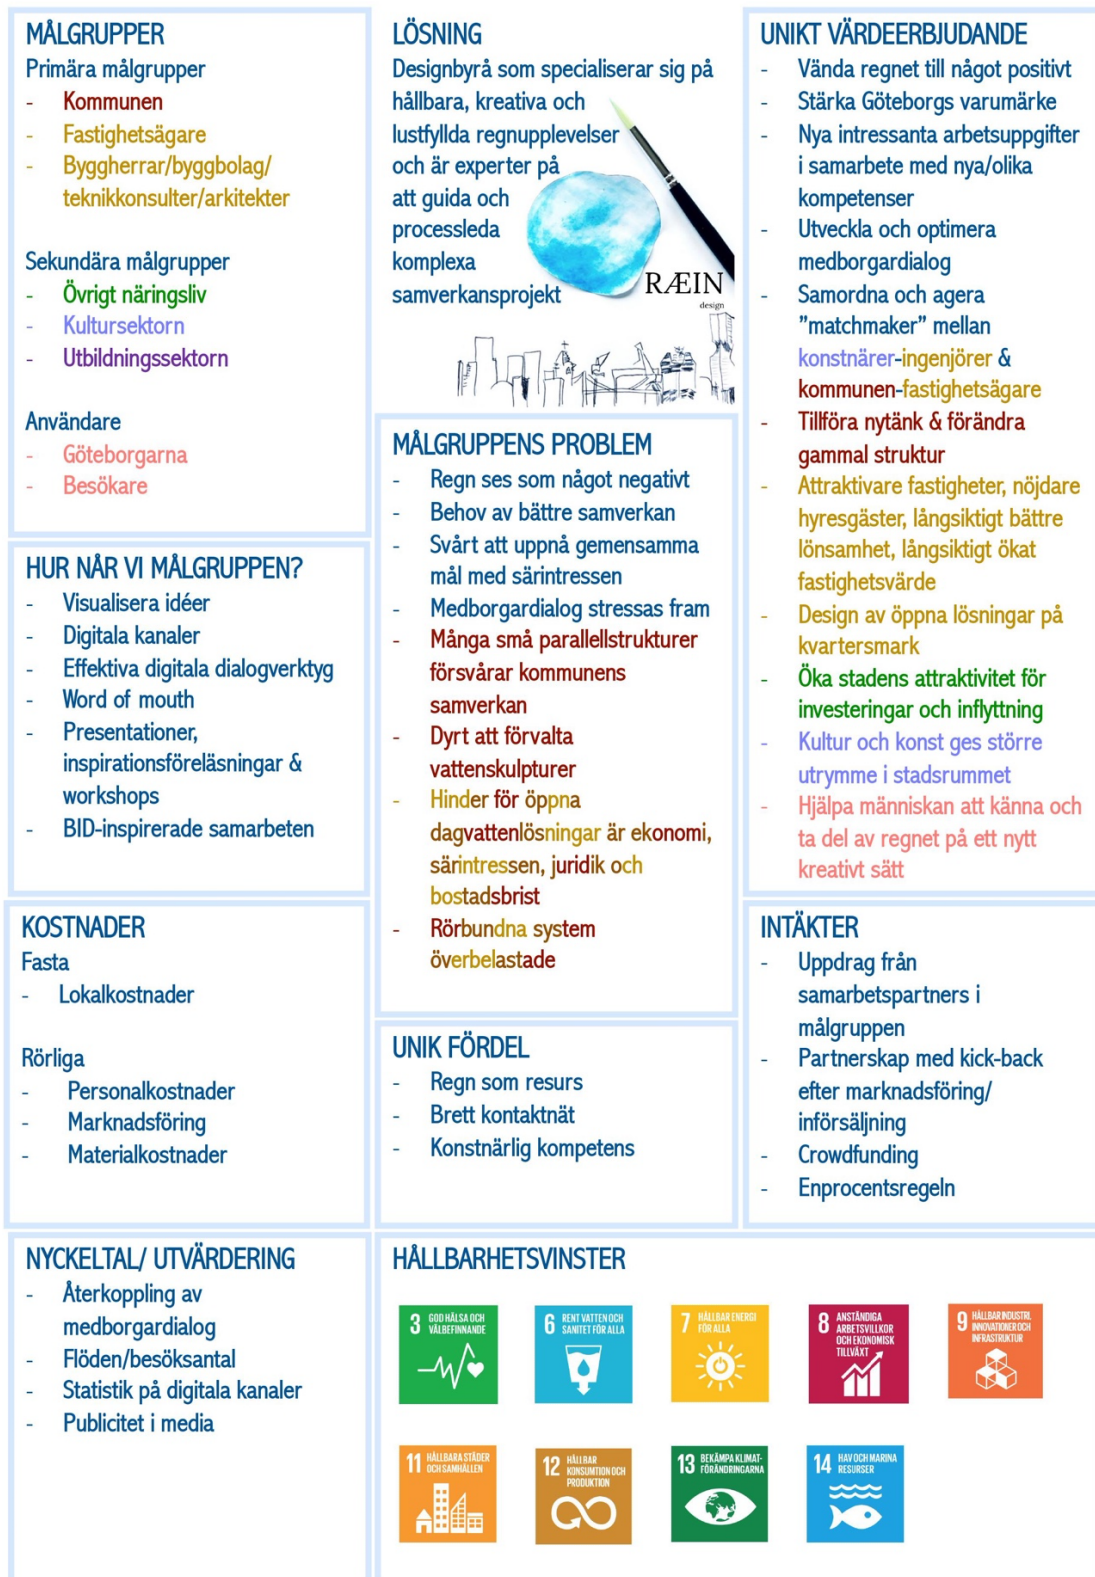 MÅLGRUPPER
Primära målgrupper
- Kommunen
- Fastighetsägare
- Byggherrar/byggbolag/
teknikkonsulter/arkitekter
Sekundära målgrupper
- Övrigt näringsliv
- Kultursektorn
- Utbildningssektorn
Användare
- Göteborgarna
- Besökare
LÖSNING
Designbyrå som specialiserar sig på
hållbara, kreativa och
lustfyllda regnupplevelser
och är experter på
att guida och
processleda
komplexa
samverkansprojekt
RÆIN
design
UNIKT VÄRDEERBJUDANDE
- Vända regnet till något positivt
- Stärka Göteborgs varumärke
- Nya intressanta arbetsuppgifter
i samarbete med nya/olika
kompetenser
- Utveckla och optimera
medborgardialog
- Samordna och agera
”matchmaker” mellan
konstnärer-ingenjörer &
kommunen-fastighetsägare
- Tillföra nytänk & förändra
gammal struktur
- Attraktivare fastigheter, nöjdare
hyresgäster, långsiktigt bättre
lönsamhet, långsiktigt ökat
fastighetsvärde
- Design av öppna lösningar på
kvartersmark
- Öka stadens attraktivitet för
investeringar och inflyttning
- Kultur och konst ges större
utrymme i stadsrummet
- Hjälpa människan att känna och
ta del av regnet på ett nytt
kreativt sätt
MÅLGRUPPENS PROBLEM
- Regn ses som något negativt
- Behov av bättre samverkan
- Svårt att uppnå gemensamma
mål med särintressen
- Medborgardialog stressas fram
- Många små parallellstrukturer
försvårar kommunens
samverkan
- Dyrt att förvalta
vattenskulpturer
- Hinder för öppna
dagvattenlösningar är ekonomi,
särintressen, juridik och
bostadsbrist
- Rörbundna system
överbelastade
HUR NÅR VI MÅLGRUPPEN?
- Visualisera idéer
- Digitala kanaler
- Effektiva digitala dialogverktyg
- Word of mouth
- Presentationer,
inspirationsföreläsningar &
workshops
- BID-inspirerade samarbeten
KOSTNADER
Fasta
- Lokalkostnader
Rörliga
- Personalkostnader
- Marknadsföring
- Materialkostnader
UNIK FÖRDEL
- Regn som resurs
- Brett kontaktnät
- Konstnärlig kompetens
INTÄKTER
- Uppdrag från
samarbetspartners i
målgruppen
- Partnerskap med kick-back
efter marknadsföring/
införsäljning
- Crowdfunding
- Enprocentsregeln
NYCKELTAL/ UTVÄRDERING
- Återkoppling av
medborgardialog
- Flöden/besöksantal
- Statistik på digitala kanaler
- Publicitet i media
HÅLLBARHETSVINSTER
3 GOD HÄLSA OCH
VÄLBEFINNANDE
6 RENT VATTEN OCH
SANITET FÖR ALLA
7 HÅLLBAR ENERGI
FÖR ALLA
8 ANSTÄNDIGA
ARBETSVILLKOR
OCH EKONOMISK
TILLVÄXT
9 HÅLLBAR INDUSTRI,
INNOVATIONER OCH
INFRASTRUKTUR
11 HÅLLBARA STÄDER
OCH SAMHÄLLEN
12 HÅLLBAR
KONSUMTION OCH
PRODUKTION
13 BEKÄMPA KLIMAT-
FÖRÄNDRINGARNA
14 HAV OCH MARINA
RESURSER